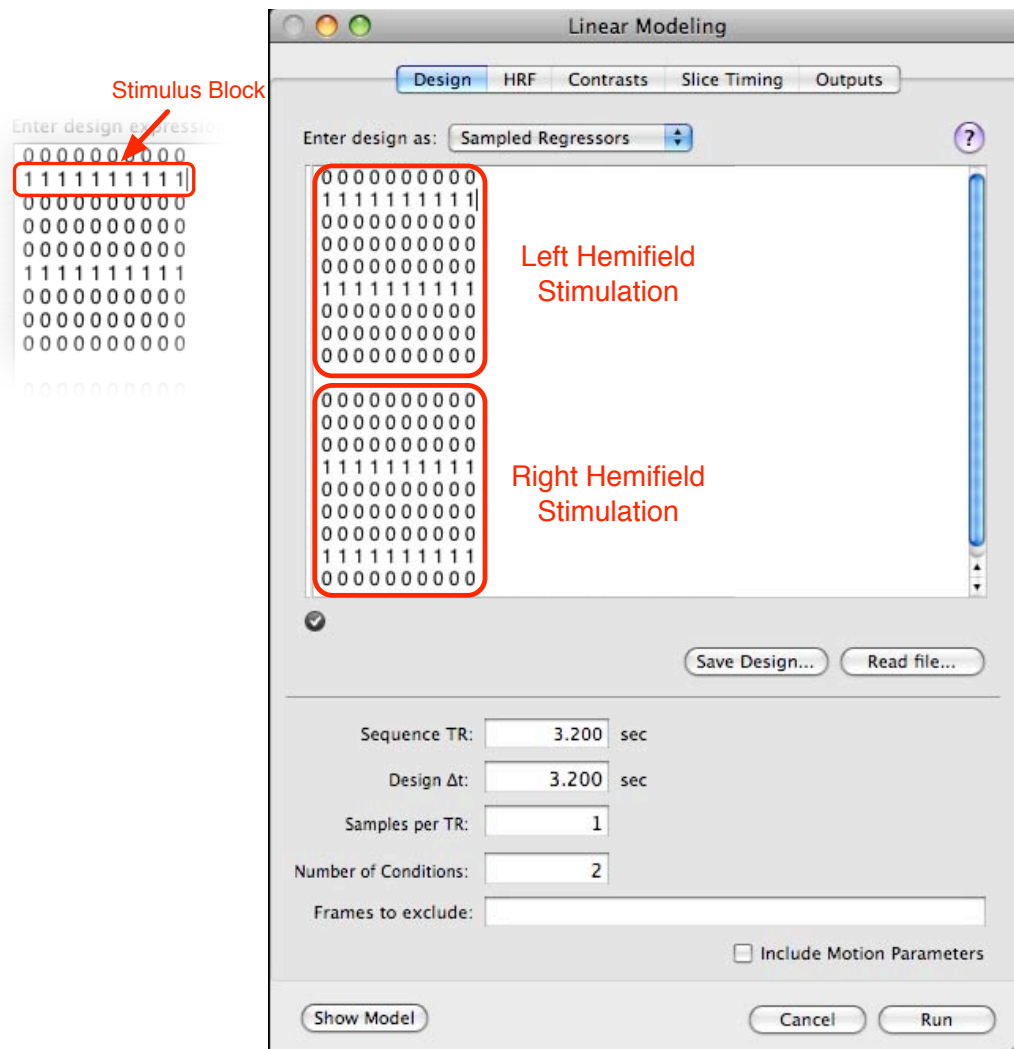 Linear Modeling
Design HRF Contrasts Slice Timing Outputs
Stimulus Block
Enter design expressio
0 0 0 0 0 0 0 0 0 0
1 1 1 1 1 1 1 1 1 1
0 0 0 0 0 0 0 0 0 0
0 0 0 0 0 0 0 0 0 0
0 0 0 0 0 0 0 0 0 0
1 1 1 1 1 1 1 1 1 1
0 0 0 0 0 0 0 0 0 0
0 0 0 0 0 0 0 0 0 0
0 0 0 0 0 0 0 0 0 0
0 0 0 0 0 0 0 0 0 0
Enter design as: Sampled Regressors ?
0 0 0 0 0 0 0 0 0 0
1 1 1 1 1 1 1 1 1 1
0 0 0 0 0 0 0 0 0 0
0 0 0 0 0 0 0 0 0 0
0 0 0 0 0 0 0 0 0 0
1 1 1 1 1 1 1 1 1 1
0 0 0 0 0 0 0 0 0 0
0 0 0 0 0 0 0 0 0 0
0 0 0 0 0 0 0 0 0 0
Left Hemifield
Stimulation
0 0 0 0 0 0 0 0 0 0
0 0 0 0 0 0 0 0 0 0
0 0 0 0 0 0 0 0 0 0
1 1 1 1 1 1 1 1 1 1
0 0 0 0 0 0 0 0 0 0
0 0 0 0 0 0 0 0 0 0
0 0 0 0 0 0 0 0 0 0
1 1 1 1 1 1 1 1 1 1
0 0 0 0 0 0 0 0 0 0
Right Hemifield
Stimulation
Save Design... Read file...
Sequence TR: 3.200 sec
Design Δt: 3.200 sec
Samples per TR: 1
Number of Conditions: 2
Frames to exclude:
Include Motion Parameters
Show Model Cancel Run